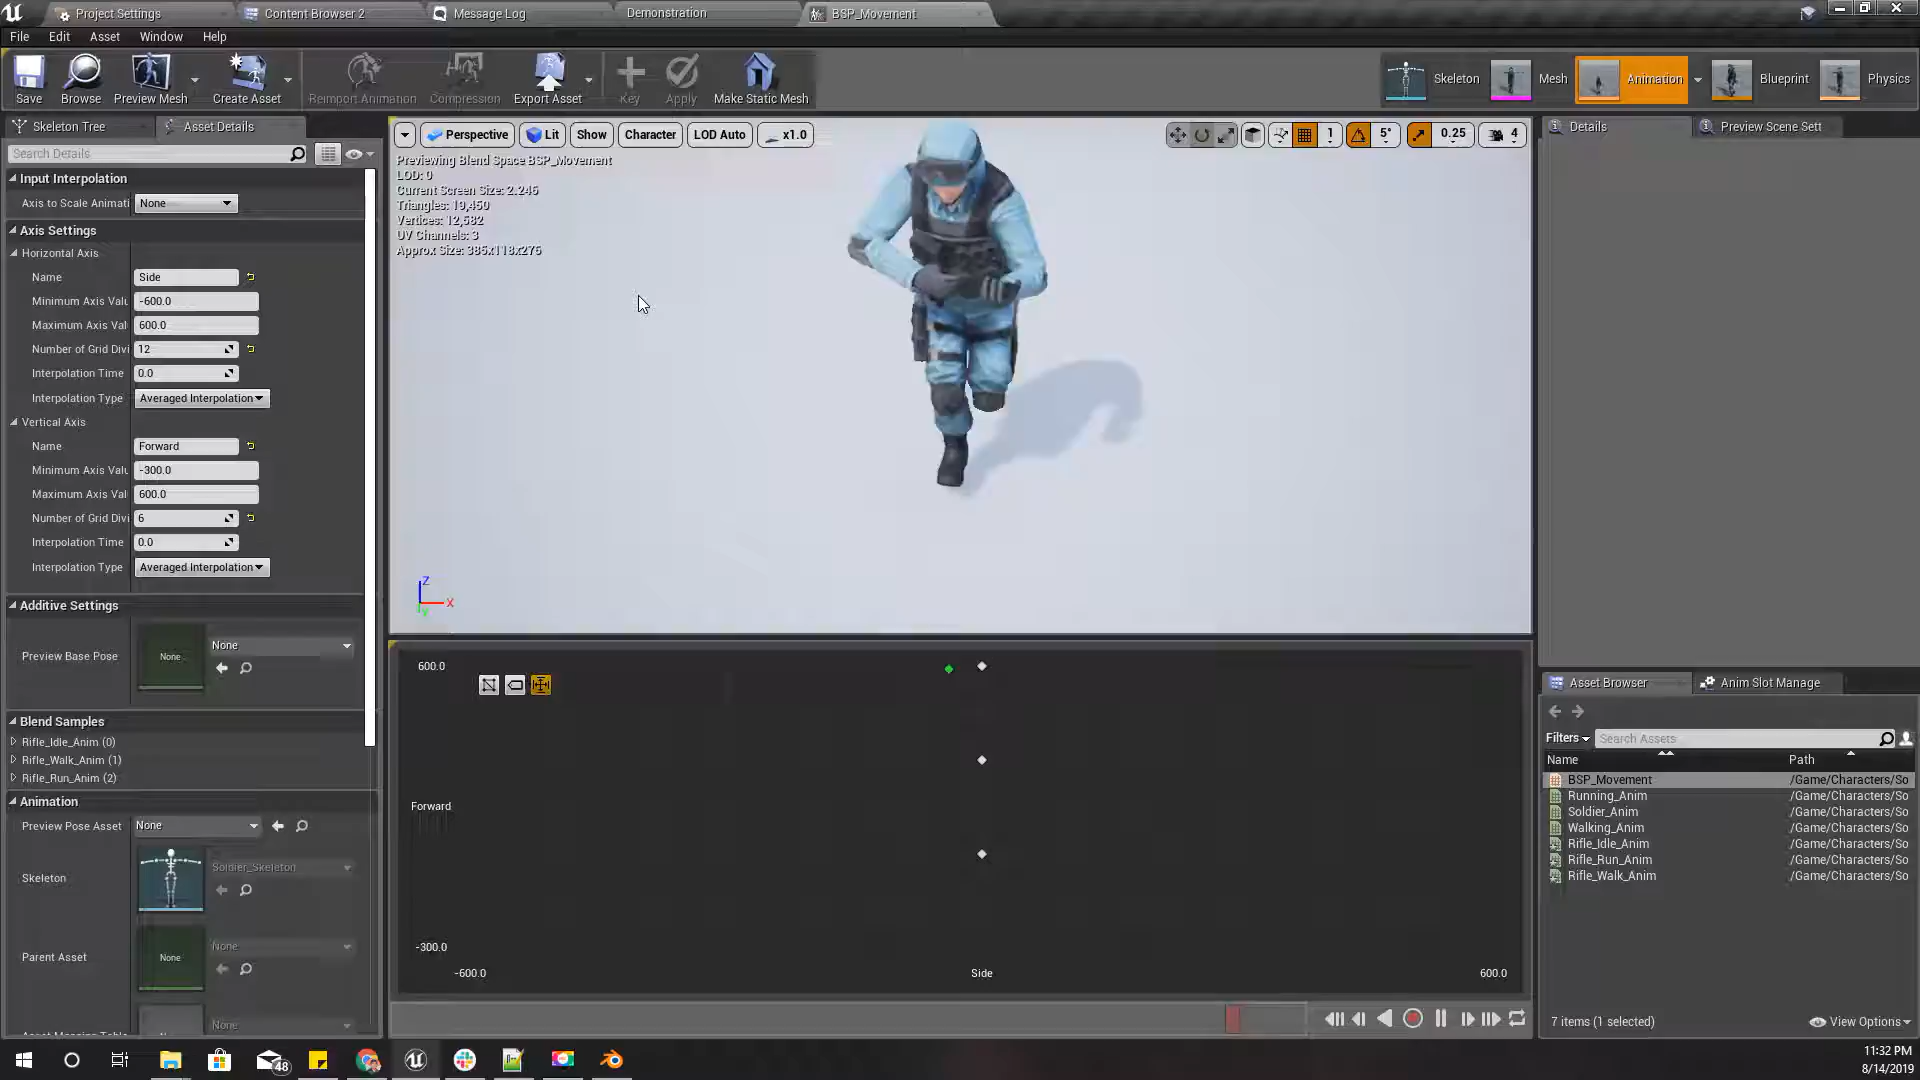 Project Settings
Content Browser 2
Message Log
Demonstration
BSP_Movement
File
Edit
Asset
Window
Help
Save
Browse
Preview Mesh
Create Asset
Reimport Animation
Compression
Export Asset
Key
Apply
Make Static Mesh
Skeleton
Mesh
Animation
Blueprint
Physics
Skeleton Tree
Asset Details
Search Details
Input Interpolation
Axis to Scale Animati
None
Axis Settings
Horizontal Axis
Name
Side
Minimum Axis Valu
-600.0
Maximum Axis Val
600.0
Number of Grid Divi
12
Interpolation Time
0.0
Interpolation Type
Averaged Interpolation
Vertical Axis
Name
Forward
Minimum Axis Valu
-300.0
Maximum Axis Val
600.0
Number of Grid Divi
6
Interpolation Time
0.0
Interpolation Type
Averaged Interpolation
Additive Settings
Preview Base Pose
None
None
Blend Samples
Rifle_Idle_Anim (0)
Rifle_Walk_Anim (1)
Rifle_Run_Anim (2)
Animation
Preview Pose Asset
None
Skeleton
Soldier_Skeleton
Parent Asset
None
None
None
Perspective
Lit
Show
Character
LOD Auto
x1.0
1
5°
0.25
4
Previewing Blend Space BSP_Movement
LOD: 0
Current Screen Size: 2.246
Triangles: 19,450
Vertices: 12,582
UV Channels: 3
Approx Size: 385x118x276
Z
X
Y
600.0
Forward
-300.0
-600.0
Side
600.0
Details
Preview Scene Sett
Asset Browser
Anim Slot Manage
Filters
Search Assets
Name
Path
BSP_Movement
/Game/Characters/So
Running_Anim
/Game/Characters/So
Soldier_Anim
/Game/Characters/So
Walking_Anim
/Game/Characters/So
Rifle_Idle_Anim
/Game/Characters/So
Rifle_Run_Anim
/Game/Characters/So
Rifle_Walk_Anim
/Game/Characters/So
7 items (1 selected)
View Options
48
11:32 PM
8/14/2019